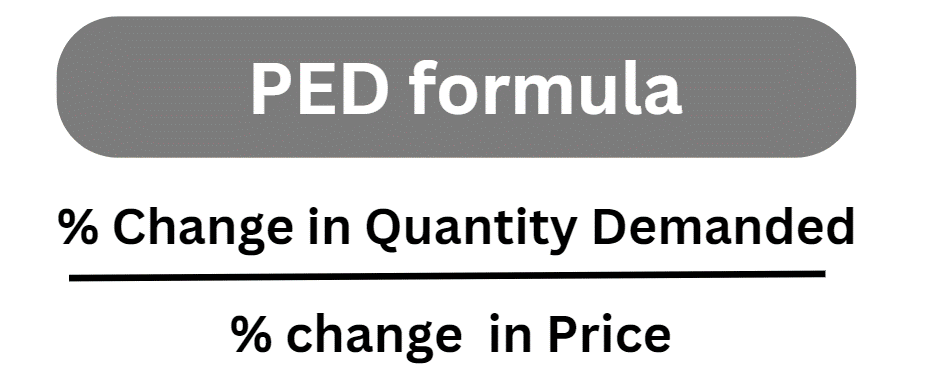 PED formula
% Change in Quantity Demanded
% change in Price